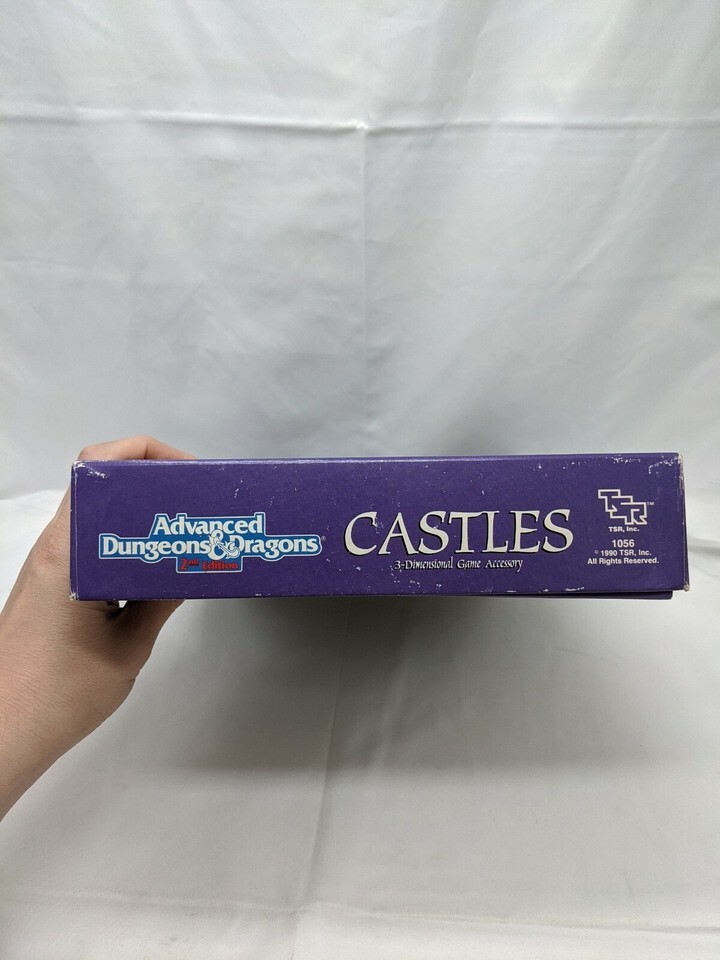 Advanced
Dungeons & Dragons®
2nd Edition
CASTLES
3-Dimensional Game Accessory
TSR™
TSR, Inc.
1056
© 1990 TSR, Inc.
All Rights Reserved.